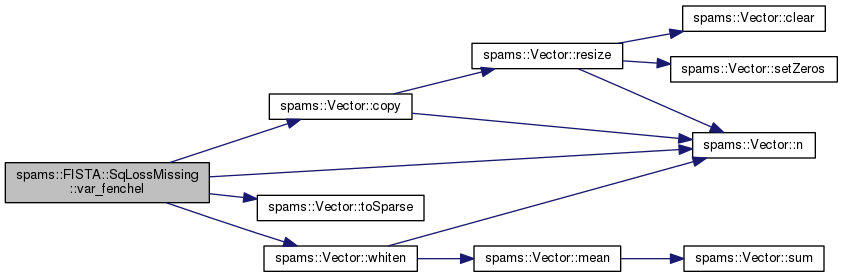 spams::FISTA::SqLossMissing
::var_fenchel
spams::Vector::copy
spams::Vector::resize
spams::Vector::clear
spams::Vector::setZeros
spams::Vector::n
spams::Vector::toSparse
spams::Vector::whiten
spams::Vector::mean
spams::Vector::sum